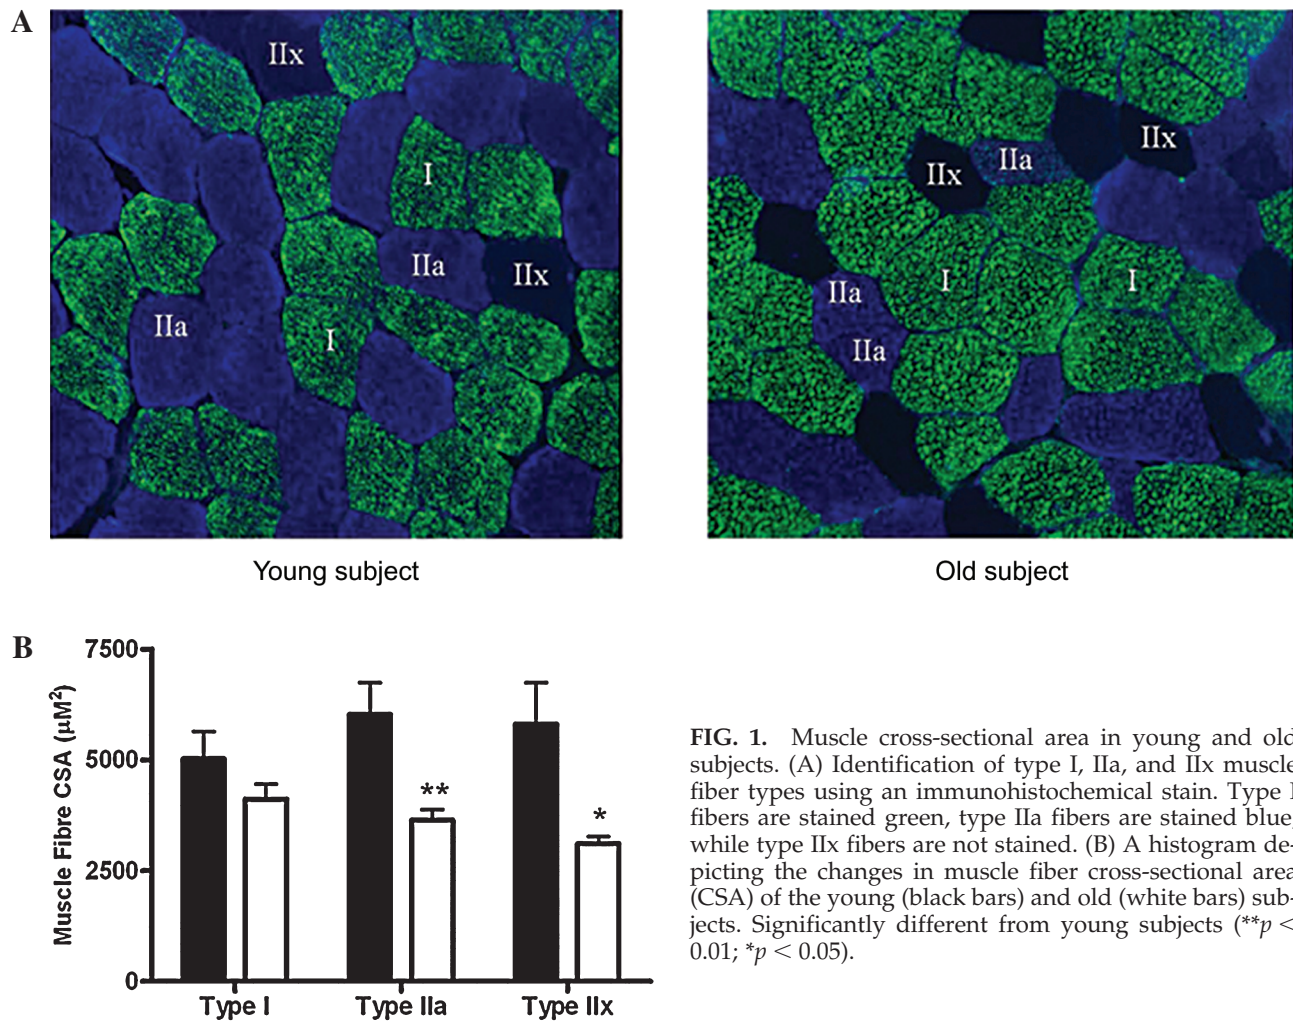 A
IIx
I
IIa
IIx
IIa
I
Young subject
IIx
IIa
IIx
I
I
IIa
IIa
Old subject
B
Muscle Fibre CSA (µM²)
7500
5000
2500
0
**
*
Type I
Type IIa
Type IIx
FIG. 1. Muscle cross-sectional area in young and old
subjects. (A) Identification of type I, IIa, and IIx muscle
fiber types using an immunohistochemical stain. Type I
fibers are stained green, type IIa fibers are stained blue,
while type IIx fibers are not stained. (B) A histogram de-
picting the changes in muscle fiber cross-sectional area
(CSA) of the young (black bars) and old (white bars) sub-
jects. Significantly different from young subjects (**p <
0.01; *p < 0.05).